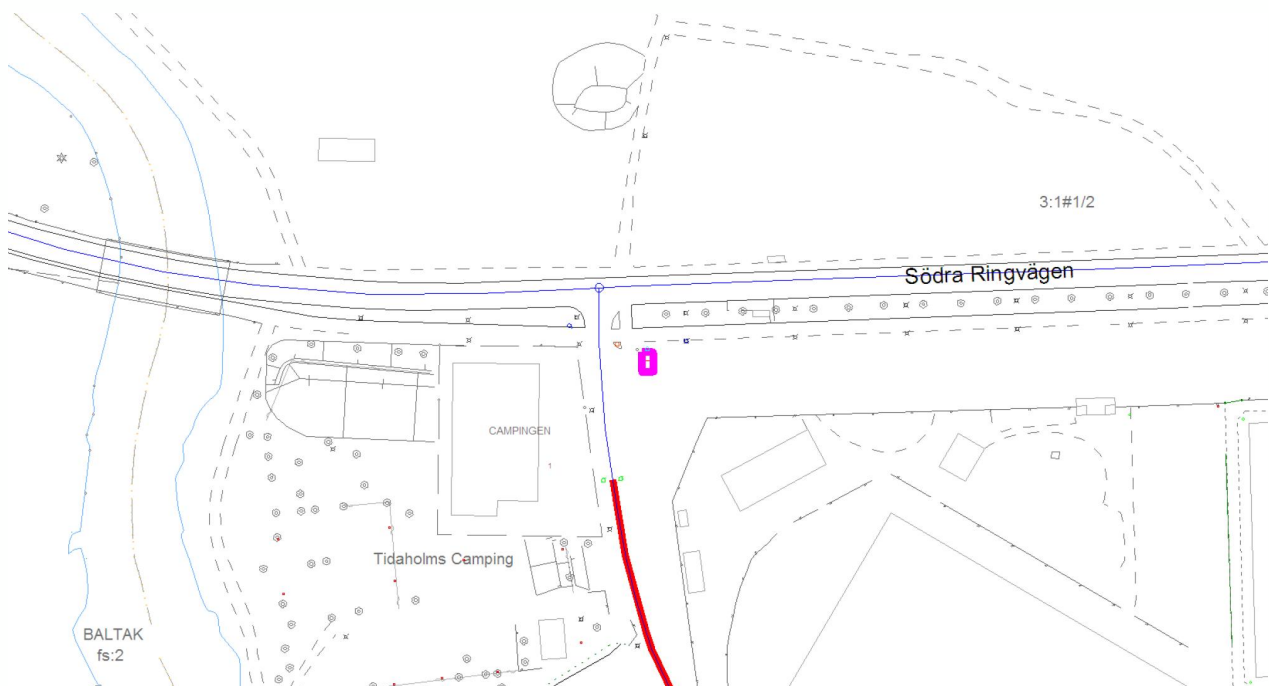 3:1#1/2
Södra Ringvägen
i
CAMPINGEN
1
Tidaholms Camping
BALTAK
fs:2